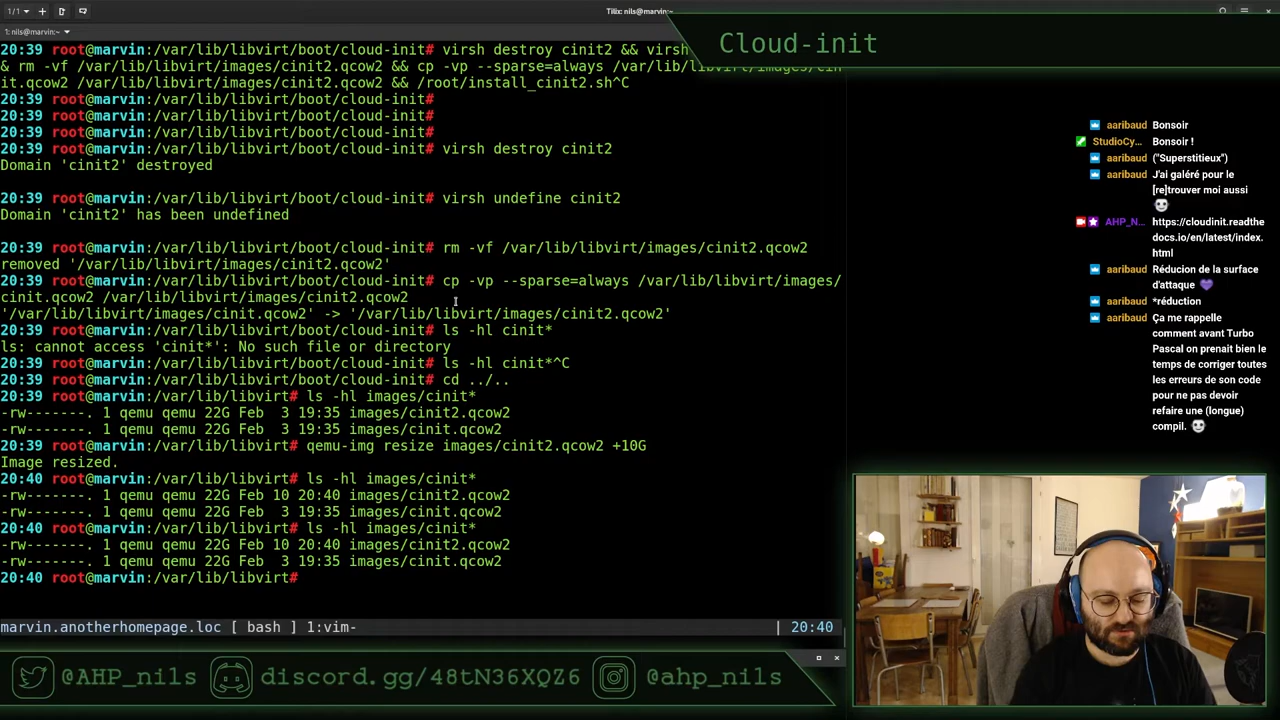 1/1
Tilix: nils@marvin:~
1: nils@marvin:~
Cloud-init
20:39 root@marvin:/var/lib/libvirt/boot/cloud-init# virsh destroy cinit2 && virsh
& rm -vf /var/lib/libvirt/images/cinit2.qcow2 && cp -vp --sparse=always /var/lib/libvirt/images/cin
it.qcow2 /var/lib/libvirt/images/cinit2.qcow2 && /root/install_cinit2.sh^C
20:39 root@marvin:/var/lib/libvirt/boot/cloud-init#
20:39 root@marvin:/var/lib/libvirt/boot/cloud-init#
20:39 root@marvin:/var/lib/libvirt/boot/cloud-init#
20:39 root@marvin:/var/lib/libvirt/boot/cloud-init# virsh destroy cinit2
Domain 'cinit2' destroyed
20:39 root@marvin:/var/lib/libvirt/boot/cloud-init# virsh undefine cinit2
Domain 'cinit2' has been undefined
20:39 root@marvin:/var/lib/libvirt/boot/cloud-init# rm -vf /var/lib/libvirt/images/cinit2.qcow2
removed '/var/lib/libvirt/images/cinit2.qcow2'
20:39 root@marvin:/var/lib/libvirt/boot/cloud-init# cp -vp --sparse=always /var/lib/libvirt/images/
cinit.qcow2 /var/lib/libvirt/images/cinit2.qcow2
'/var/lib/libvirt/images/cinit.qcow2' -> '/var/lib/libvirt/images/cinit2.qcow2'
20:39 root@marvin:/var/lib/libvirt/boot/cloud-init# ls -hl cinit*
ls: cannot access 'cinit*': No such file or directory
20:39 root@marvin:/var/lib/libvirt/boot/cloud-init# ls -hl cinit*^C
20:39 root@marvin:/var/lib/libvirt/boot/cloud-init# cd ../..
20:39 root@marvin:/var/lib/libvirt# ls -hl images/cinit*
-rw-------. 1 qemu qemu 22G Feb  3 19:35 images/cinit2.qcow2
-rw-------. 1 qemu qemu 22G Feb  3 19:35 images/cinit.qcow2
20:39 root@marvin:/var/lib/libvirt# qemu-img resize images/cinit2.qcow2 +10G
Image resized.
20:40 root@marvin:/var/lib/libvirt# ls -hl images/cinit*
-rw-------. 1 qemu qemu 22G Feb 10 20:40 images/cinit2.qcow2
-rw-------. 1 qemu qemu 22G Feb  3 19:35 images/cinit.qcow2
20:40 root@marvin:/var/lib/libvirt# ls -hl images/cinit*
-rw-------. 1 qemu qemu 22G Feb 10 20:40 images/cinit2.qcow2
-rw-------. 1 qemu qemu 22G Feb  3 19:35 images/cinit.qcow2
20:40 root@marvin:/var/lib/libvirt#
marvin.anotherhomepage.loc [ bash ] 1:vim- | 20:40
aaribaud Bonsoir
StudioCy... Bonsoir !
aaribaud ("Superstitieux")
aaribaud J'ai galéré pour le
[re]trouver moi aussi
AHP_N... https://cloudinit.readthe
docs.io/en/latest/index.
html
aaribaud Réducion de la surface
d'attaque
aaribaud *réduction
aaribaud Ça me rappelle
comment avant Turbo
Pascal on prenait bien le
temps de corriger toutes
les erreurs de son code
pour ne pas devoir
refaire une (longue)
compil.
@AHP_nils discord.gg/48tN36XQZ6 @ahp_nils